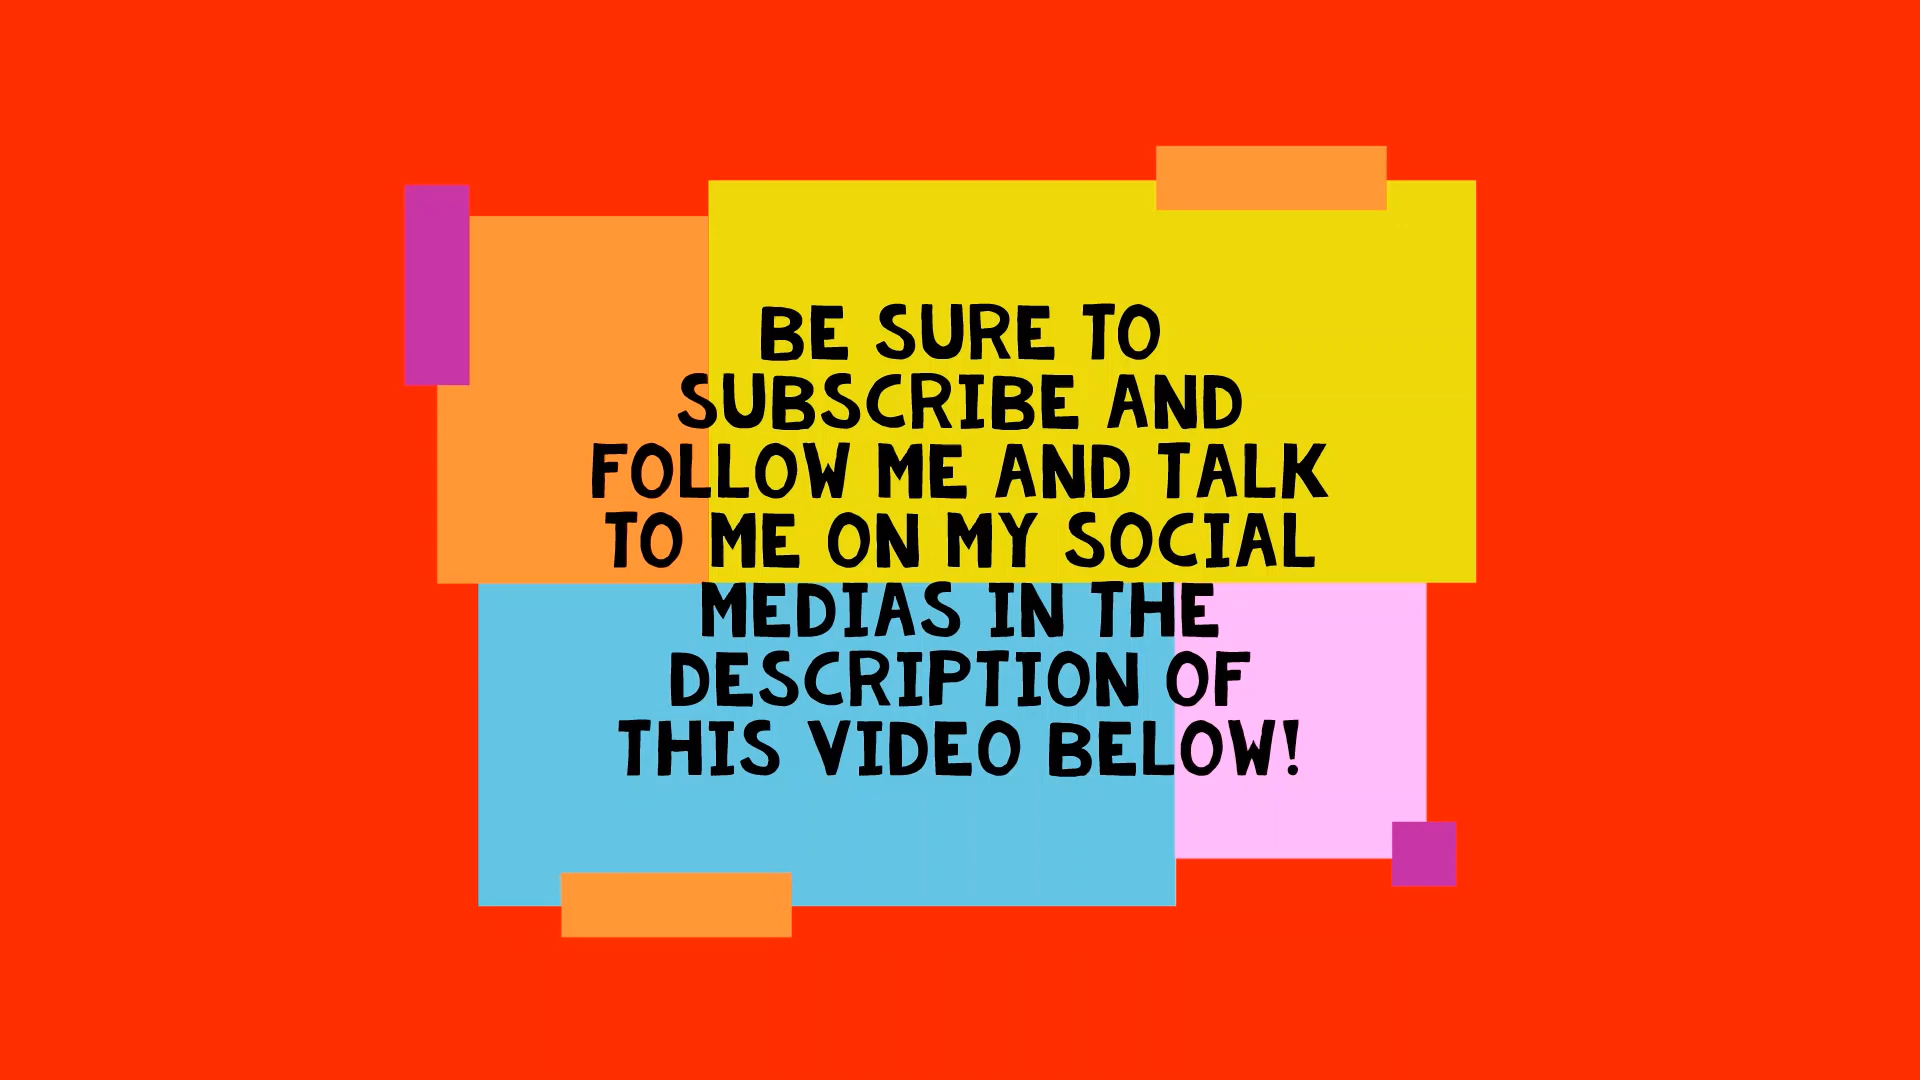 BE SURE TO
SUBSCRIBE AND
FOLLOW ME AND TALK
TO ME ON MY SOCIAL
MEDIAS IN THE
DESCRIPTION OF
THIS VIDEO BELOW!